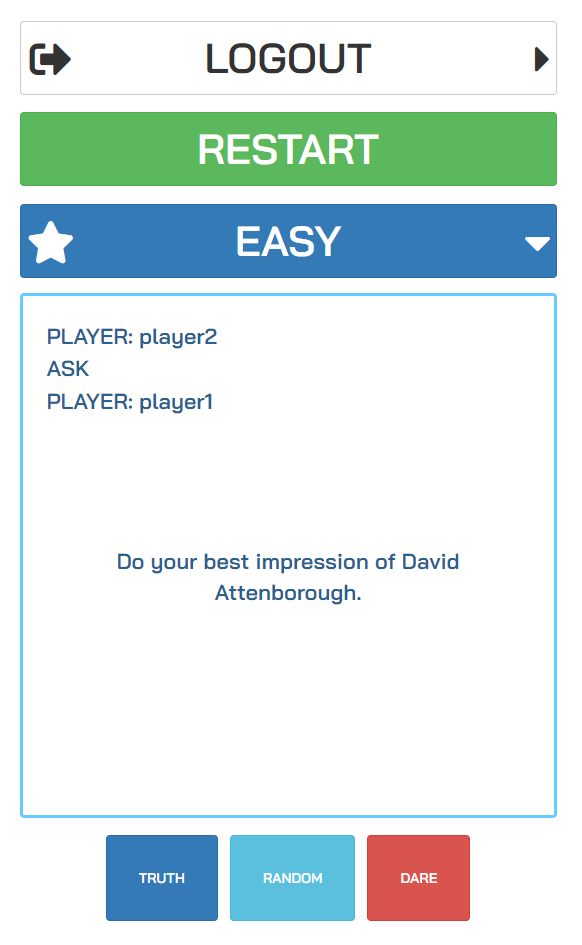 LOGOUT
RESTART
EASY
PLAYER: player2
ASK
PLAYER: player1
Do your best impression of David
Attenborough.
TRUTH
RANDOM
DARE